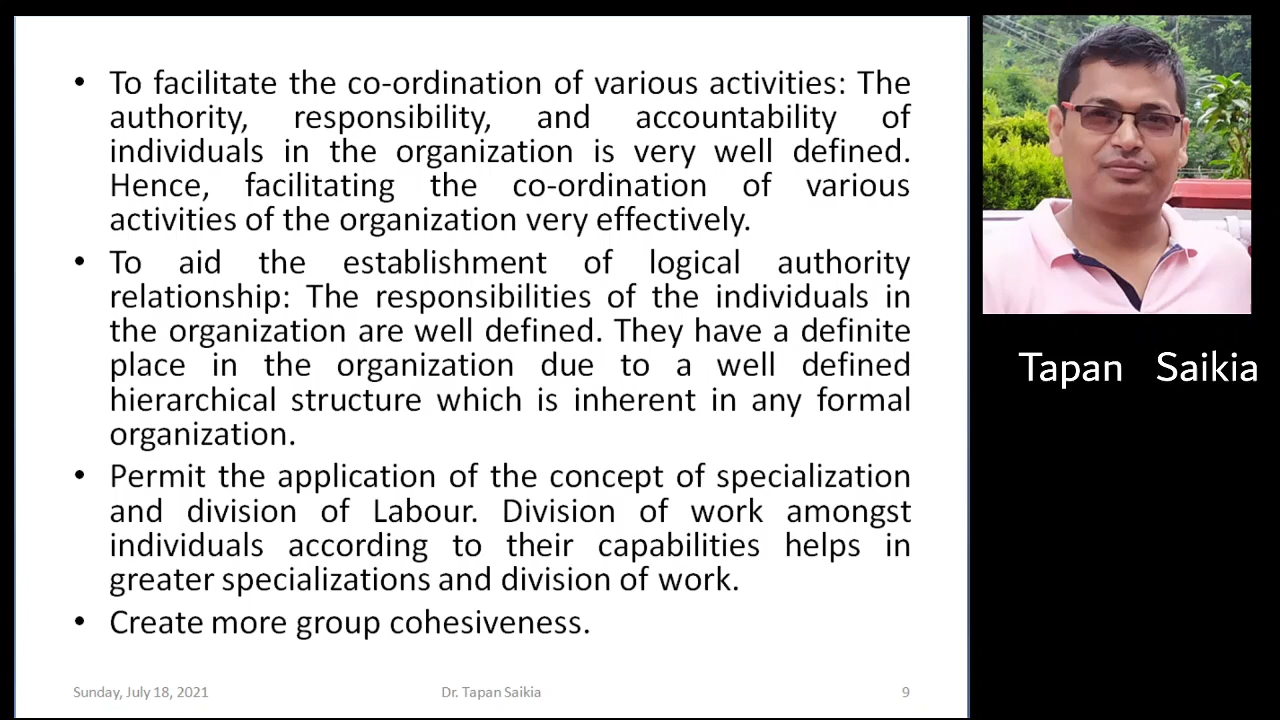 • To facilitate the co-ordination of various activities: The
authority, responsibility, and accountability of
individuals in the organization is very well defined.
Hence, facilitating the co-ordination of various
activities of the organization very effectively.
• To aid the establishment of logical authority
relationship: The responsibilities of the individuals in
the organization are well defined. They have a definite
place in the organization due to a well defined
hierarchical structure which is inherent in any formal
organization.
• Permit the application of the concept of specialization
and division of Labour. Division of work amongst
individuals according to their capabilities helps in
greater specializations and division of work.
• Create more group cohesiveness.
Sunday, July 18, 2021 Dr. Tapan Saikia 9
Tapan Saikia